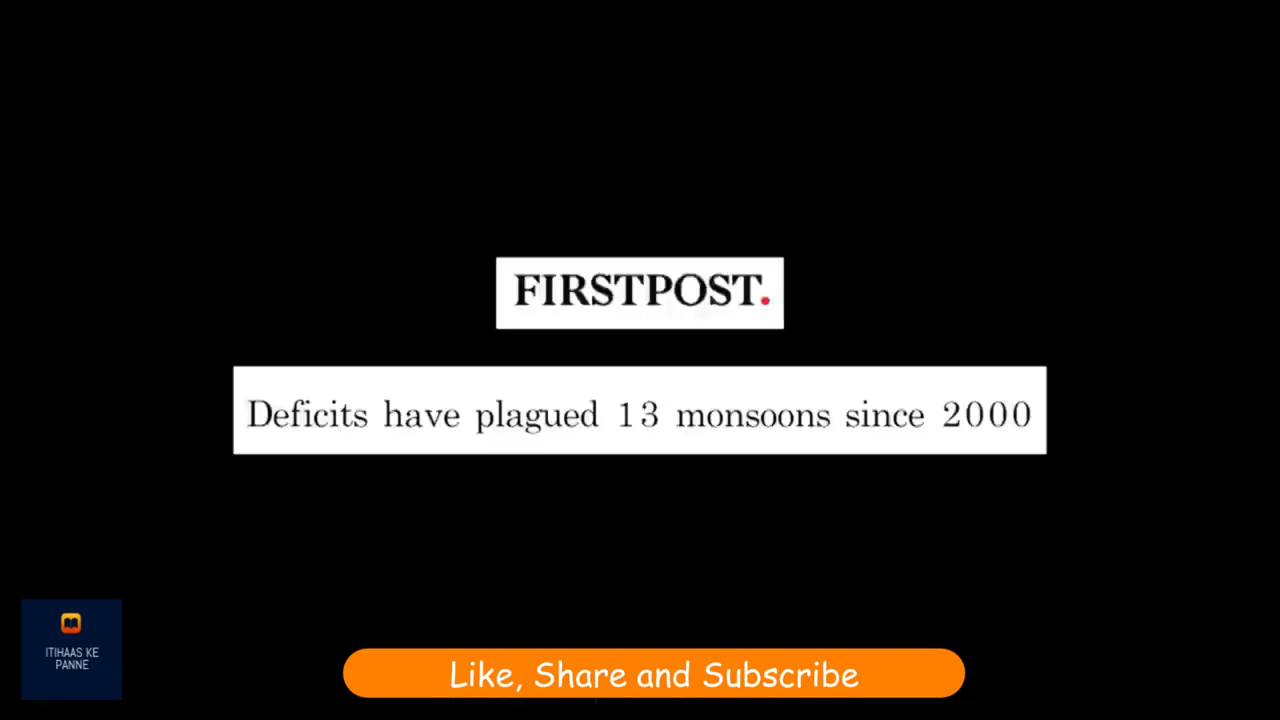 FIRSTPOST.
Deficits have plagued 13 monsoons since 2000
ITIHAAS KE
PANNE
Like, Share and Subscribe